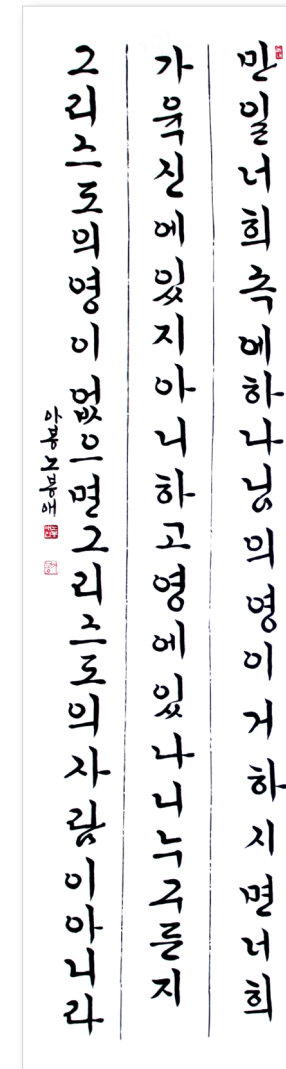 만일너희속에하나님의영이거하시면너희
가육신에있지아니하고영에있나니누구든지
그리스도의영이없으면그리스도의사람이아니라
아봉노봉애